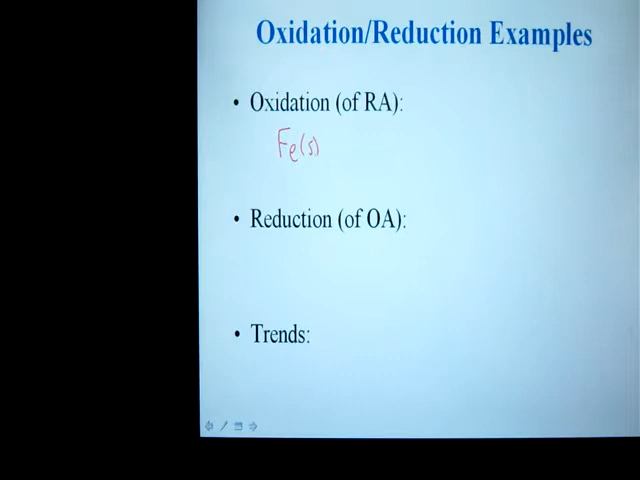 Oxidation/Reduction Examples
• Oxidation (of RA):
Fe(s)
• Reduction (of OA):
• Trends: